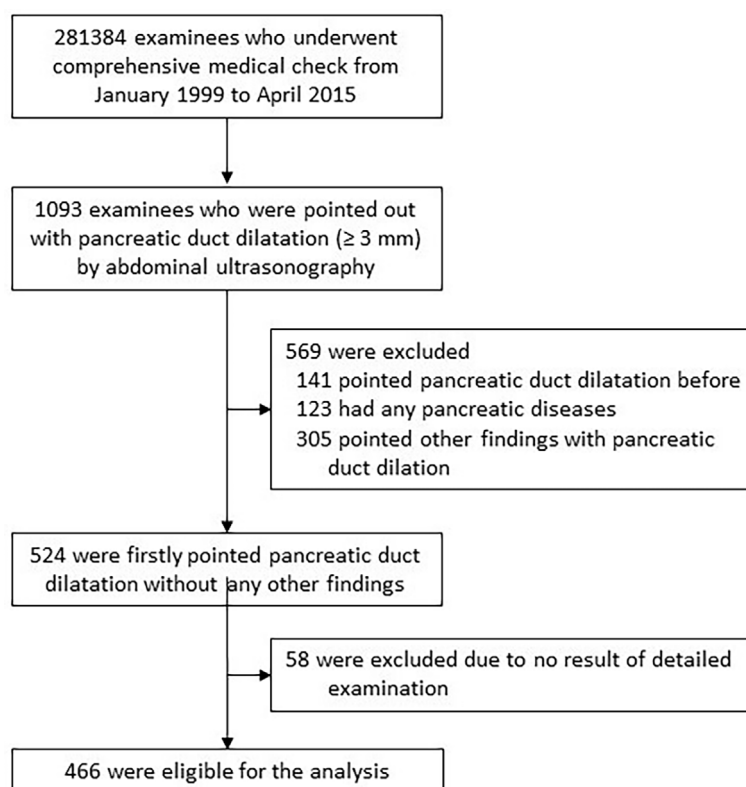 281384 examinees who underwent
comprehensive medical check from
January 1999 to April 2015
1093 examinees who were pointed out
with pancreatic duct dilatation (≥ 3 mm)
by abdominal ultrasonography
569 were excluded
141 pointed pancreatic duct dilatation before
123 had any pancreatic diseases
305 pointed other findings with pancreatic
duct dilation
524 were firstly pointed pancreatic duct
dilatation without any other findings
58 were excluded due to no result of detailed
examination
466 were eligible for the analysis